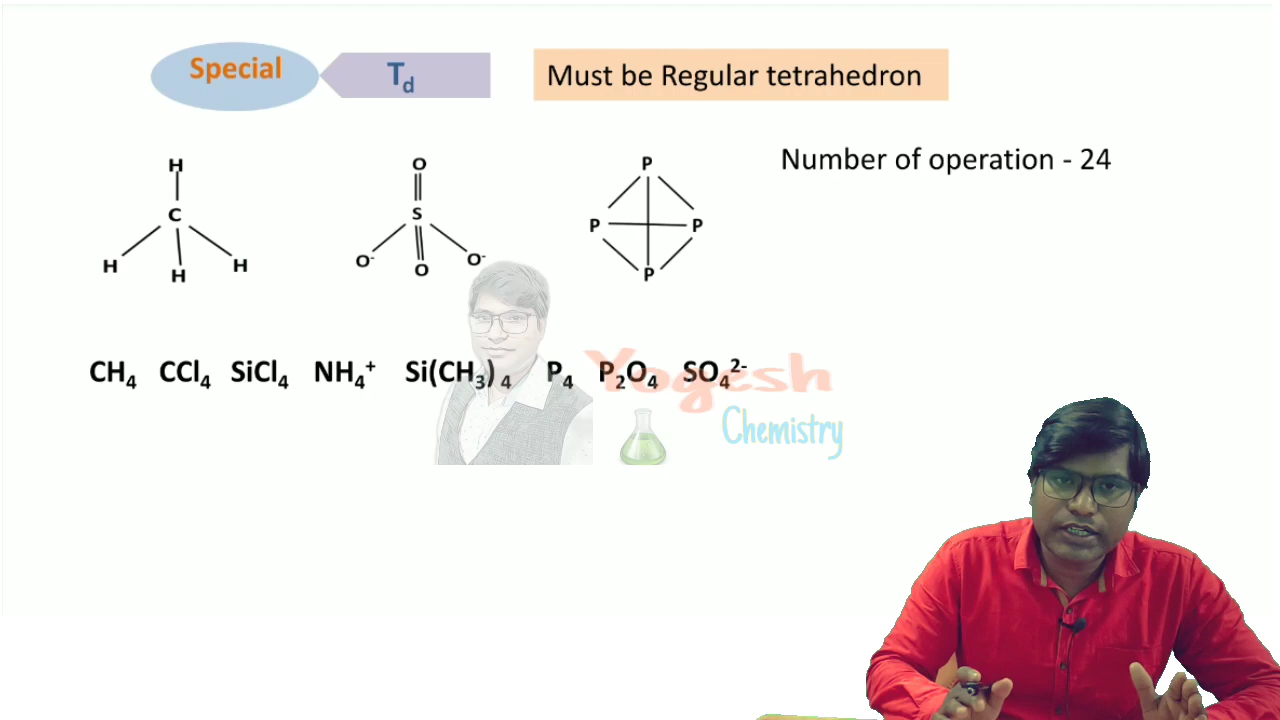 Special
T_d
Must be Regular tetrahedron
Number of operation - 24
H
C
H
H
H
O
S
O⁻
O
O⁻
P
P
P
P
CH₄ CCl₄ SiCl₄ NH₄⁺ Si(CH₃)₄ P₄ P₂O₄ SO₄²⁻
Yogesh
Chemistry